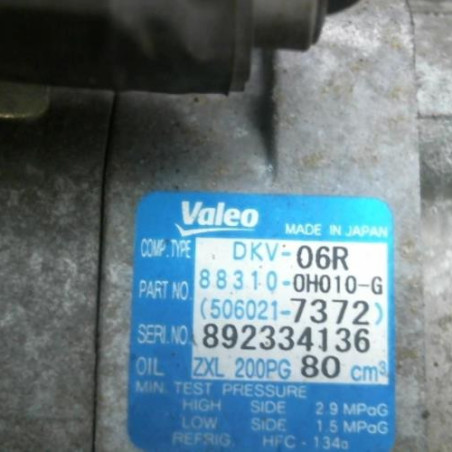 Valeo MADE IN JAPAN
COMP.TYPE DKV-06R
PART NO. 88310-0H010-G
(506021-7372)
SERI.NO. 892334136
OIL ZXL 200PG 80 cm³
MIN. TEST PRESSURE
HIGH SIDE 2.9 MPaG
LOW SIDE 1.5 MPaG
REFRIG. HFC-134a